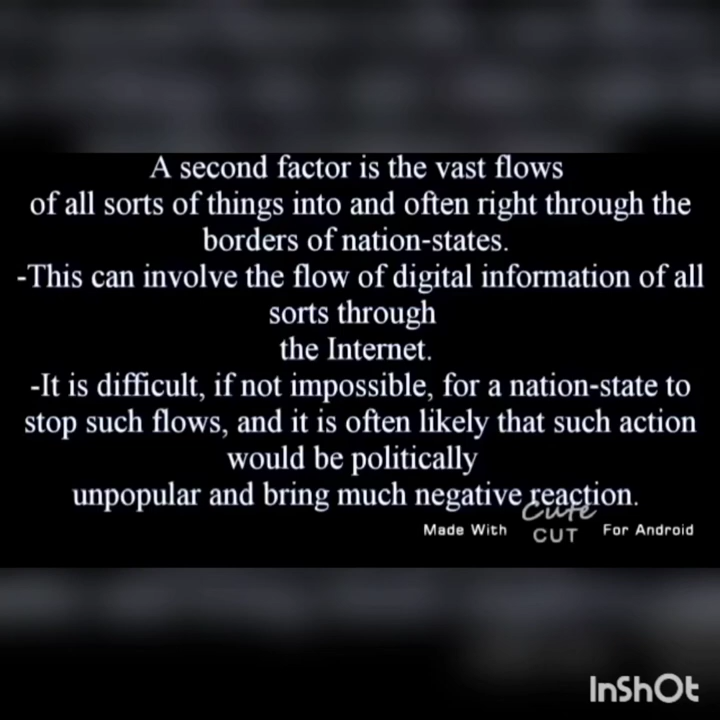 A second factor is the vast flows
of all sorts of things into and often right through the
borders of nation-states.
-This can involve the flow of digital information of all
sorts through
the Internet.
-It is difficult, if not impossible, for a nation-state to
stop such flows, and it is often likely that such action
would be politically
unpopular and bring much negative reaction.
Made With Cute CUT For Android
InShOt